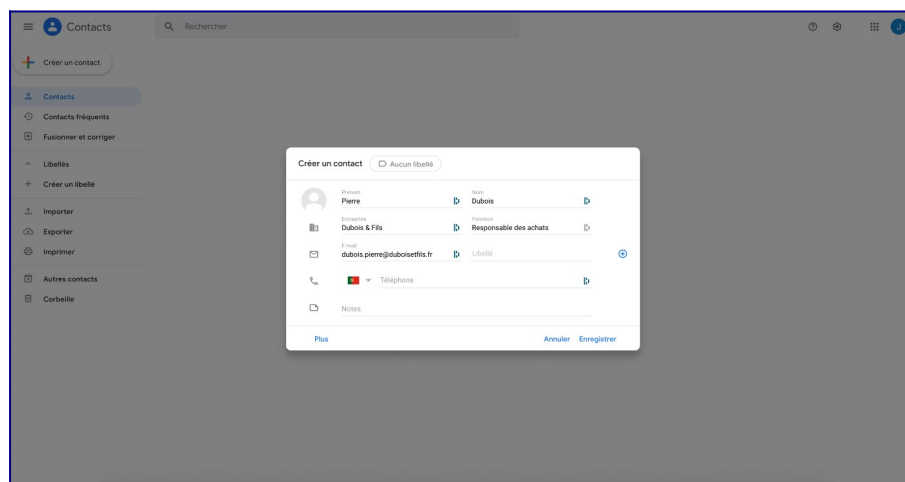 Contacts
Rechercher
J
Créer un contact
Contacts
Contacts fréquents
Fusionner et corriger
Libellés
Créer un libellé
Importer
Exporter
Imprimer
Autres contacts
Corbeille
Créer un contact Aucun libellé
Prénom Nom
Pierre Dubois
Entreprise Fonction
Dubois & Fils Responsable des achats
E-mail
dubois.pierre@duboisetfils.fr Libellé
Téléphone
Notes
Plus Annuler Enregistrer